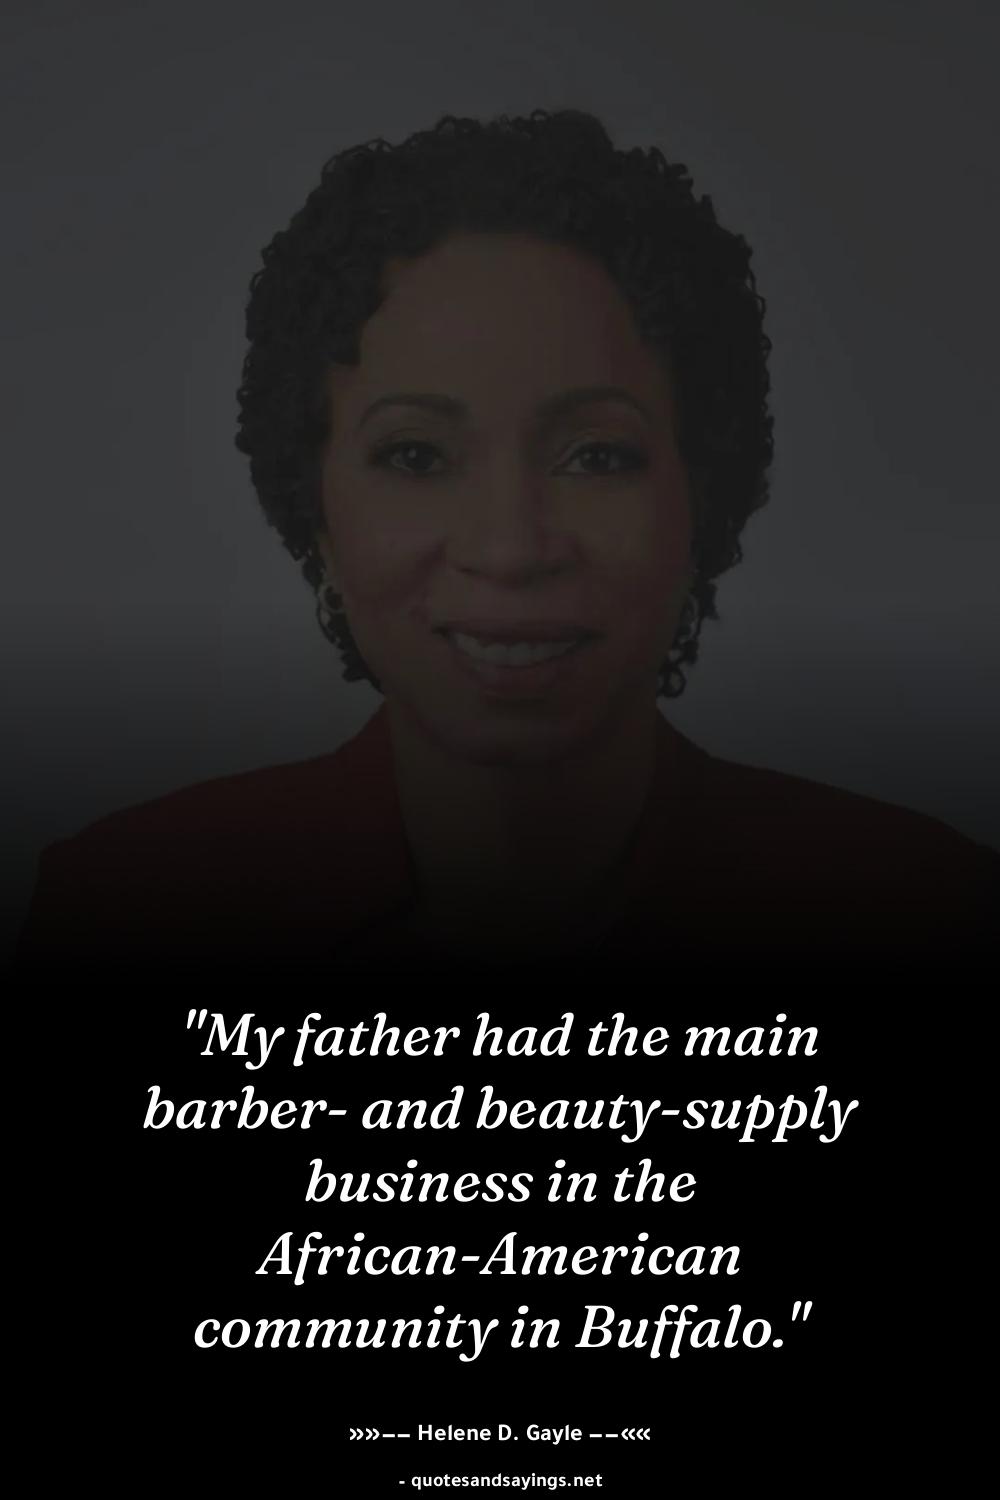 "My father had the main
barber- and beauty-supply
business in the
African-American
community in Buffalo."
»»–– Helene D. Gayle ––««
- quotesandsayings.net